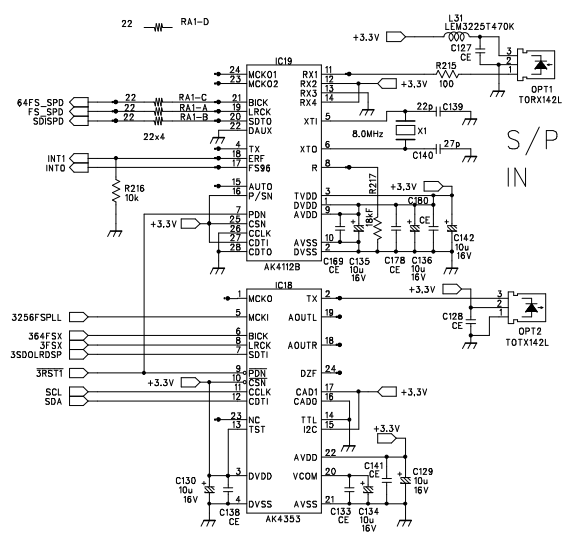 22 RA1-D
L31
LEM3225T470K
+3.3V
C127
CE
3
2
1
OPT1
TORX142L
R215
100
IC19
24 MCKO1
23 MCKO2
64FS_SPD 22 RA1-C 21 BICK
FS_SPD 22 RA1-A 19 LRCK
SDISPD 22 RA1-B 20 SDTO
22x4
22 DAUX
4 TX
INT1 18 ERF
INT0 17 FS96
R216
10k
15 AUTO
16 P/SN
7 PDN
+3.3V 25 CSN
26 CCLK
27 CDTI
28 CDTO
RX1 11
RX2 12 +3.3V
RX3 13
RX4 14
XTI 5
22p C139
8.0MHz X1
XTO 6
C140 27p
R 8
R217
18kF
TVDD 3
DVDD 1
AVDD 9
AVSS 10
DVSS 2
+3.3V
C180
CE
C169
CE
C135
10u
16V
C178
CE
C136
10u
16V
C142
10u
16V
AK4112B
S/P
IN
IC18
1 MCKO
3256FSPLL 5 MCKI
364FSX 6 BICK
3FSX 8 LRCK
3SDOLRDSP 7 SDTI
3RST1 9 PDN
+3.3V 10 CSN
SCL 11 CCLK
SDA 12 CDTI
23 NC
13 TST
3 DVDD
4 DVSS
C130
10u
16V
C138
CE
TX 2
AOUTL 19
AOUTR 18
DZF 24
CAD1 17 +3.3V
CAD0 16
TTL 14
I2C 15
+3.3V
AVDD 22
VCOM 20
AVSS 21
C141
CE
C129
10u
16V
C133
CE
C134
10u
16V
AK4353
+3.3V
C128
CE
3
2
1
OPT2
TOTX142L